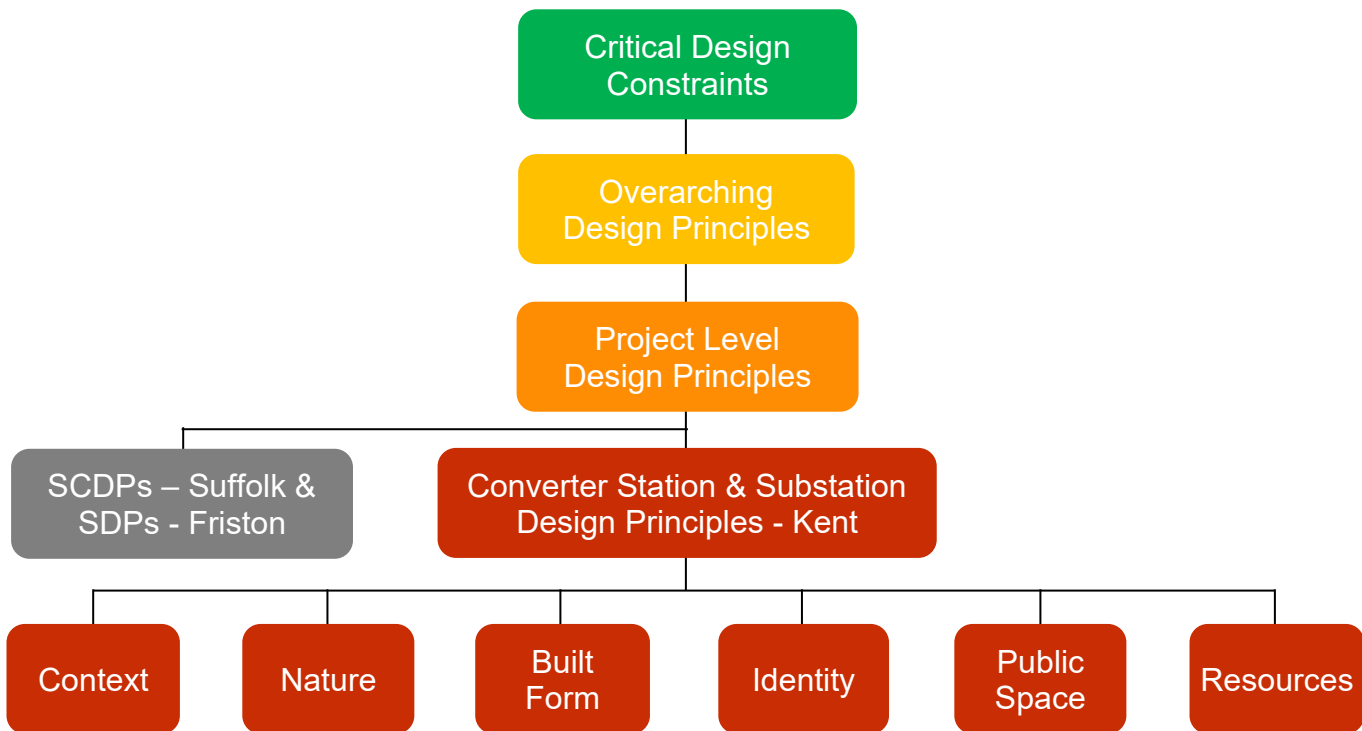 Critical Design
Constraints
Overarching
Design Principles
Project Level
Design Principles
SCDPs – Suffolk &
SDPs - Friston
Converter Station & Substation
Design Principles - Kent
Context
Nature
Built
Form
Identity
Public
Space
Resources